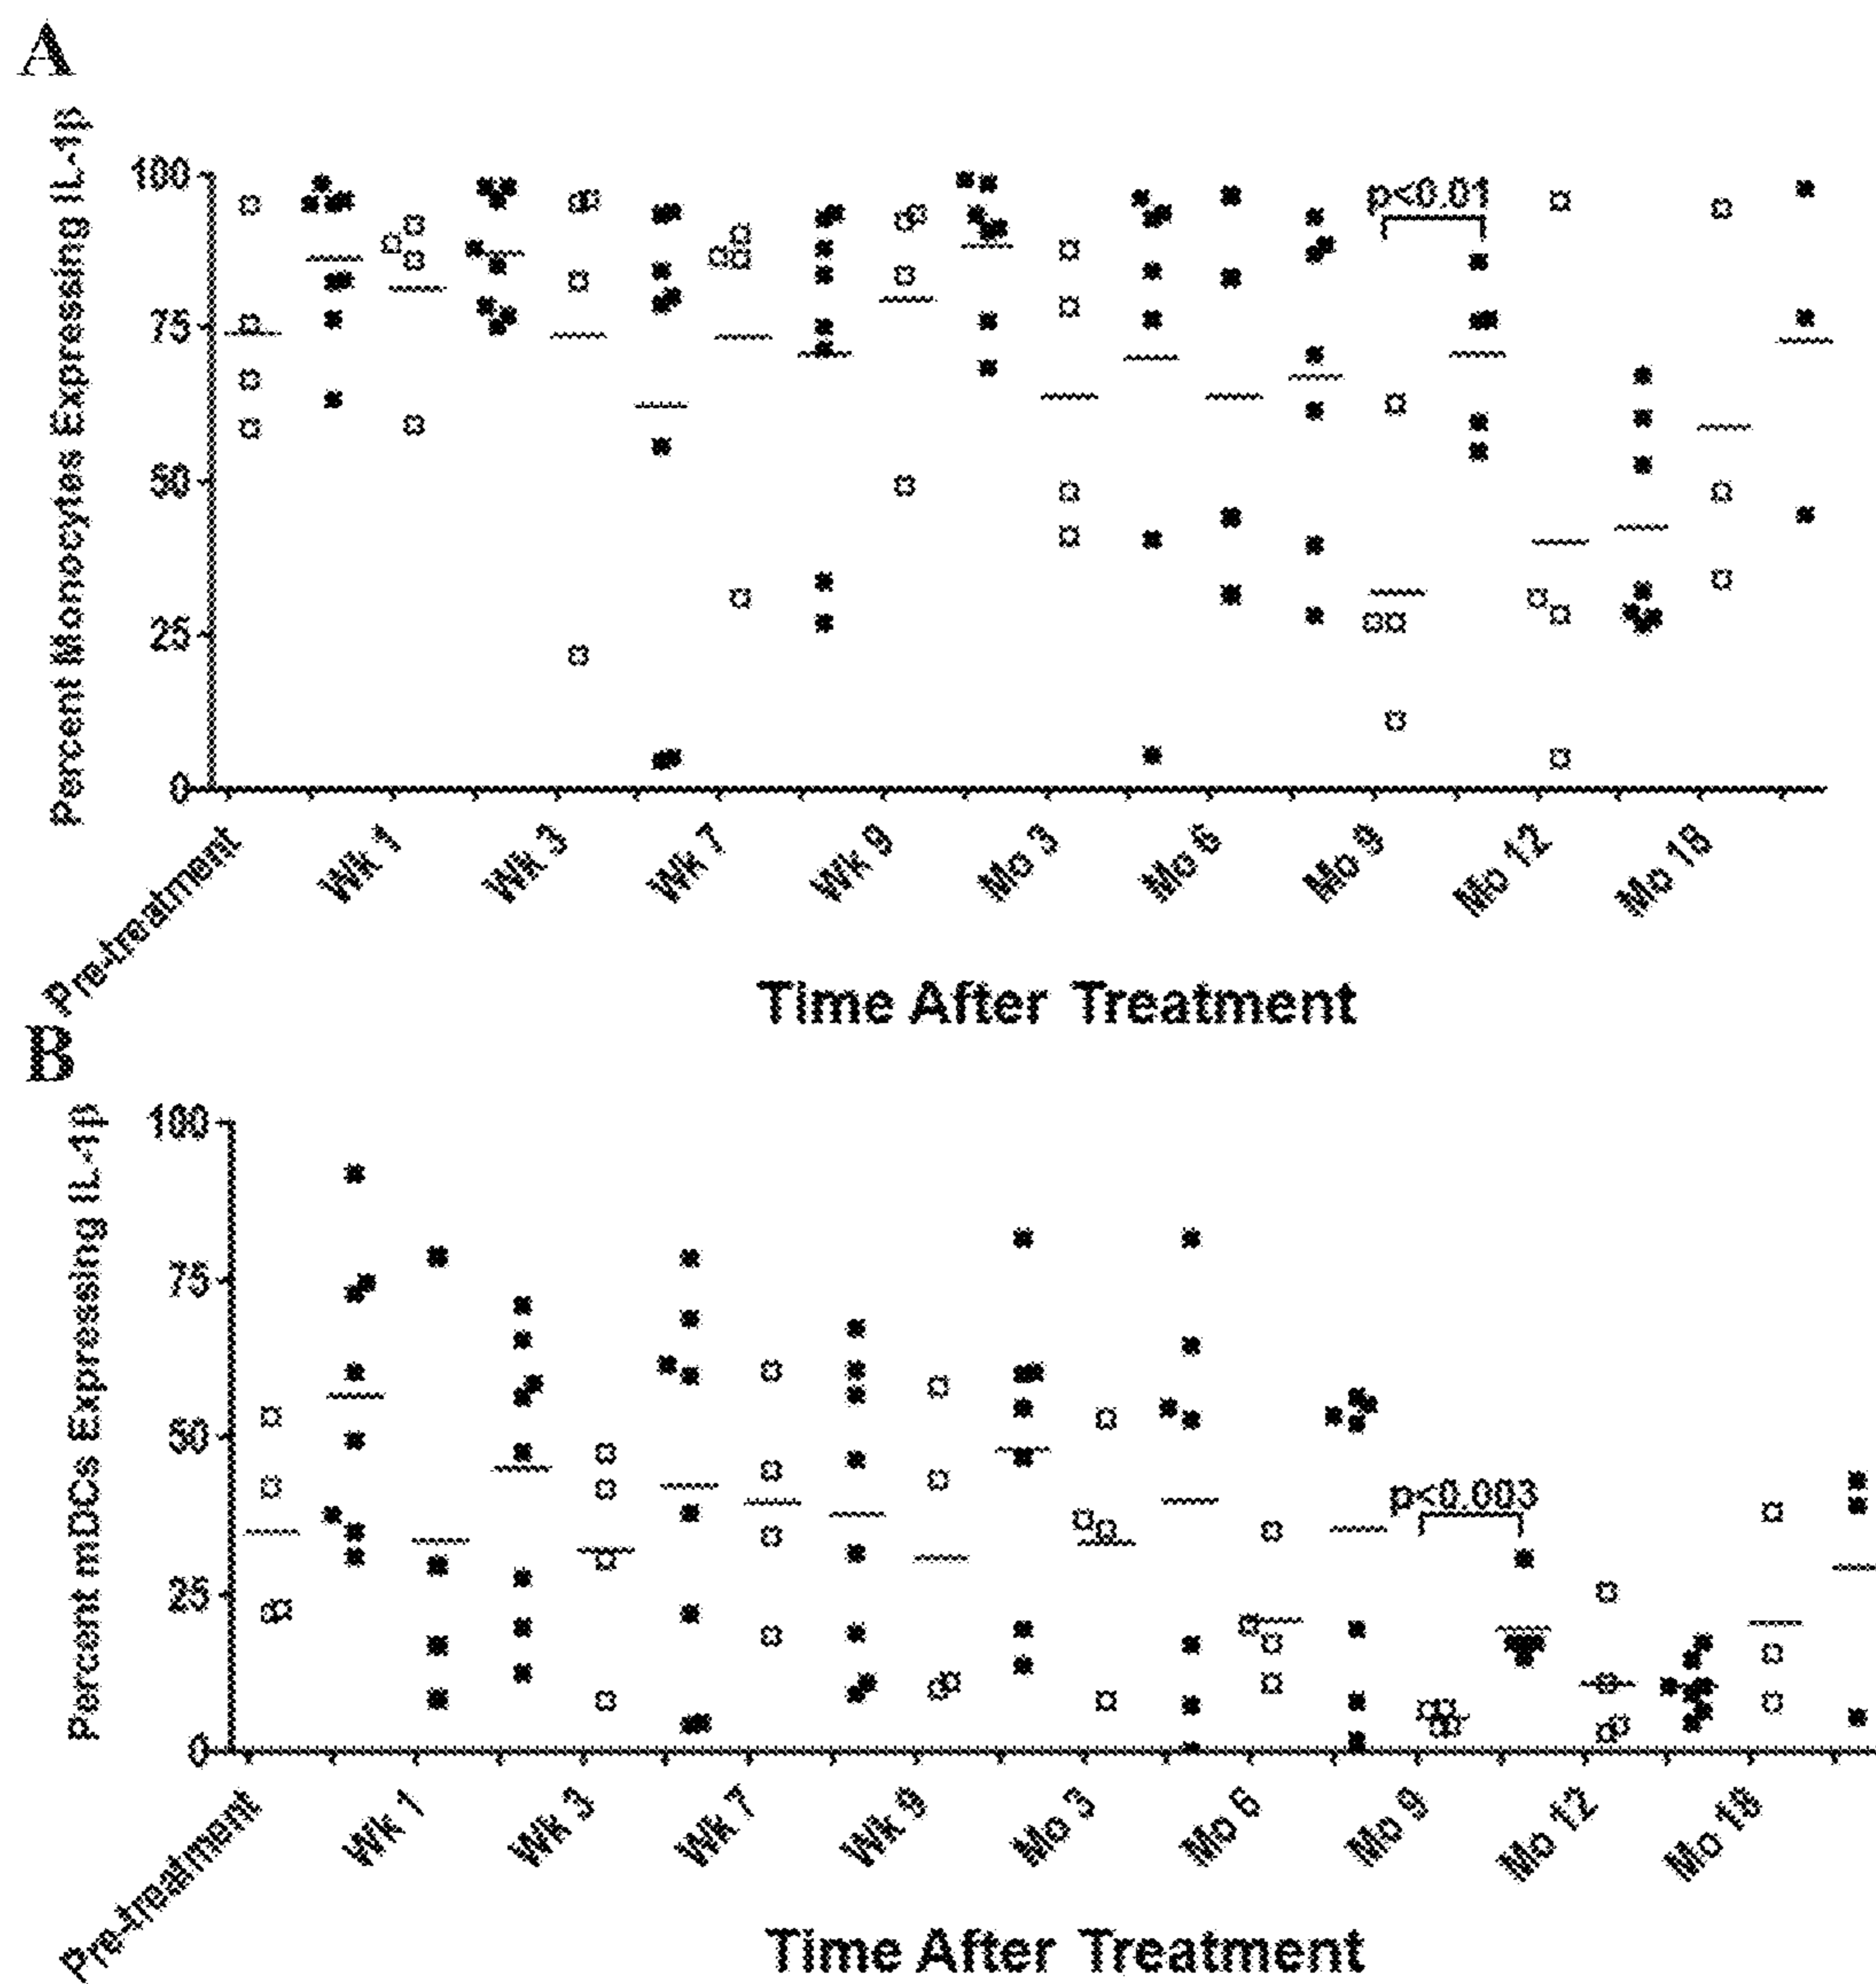 A
Percent Monocytes Expressing IL-1β
100
75
50
25
0
p<0.01
Pre-treatment
Wk 1
Wk 3
Wk 7
Wk 9
Mo 3
Mo 6
Mo 9
Mo 12
Mo 18
Time After Treatment
B
Percent mDCs Expressing IL-1β
100
75
50
25
0
p<0.003
Pre-treatment
Wk 1
Wk 3
Wk 7
Wk 9
Mo 3
Mo 6
Mo 9
Mo 12
Mo 18
Time After Treatment